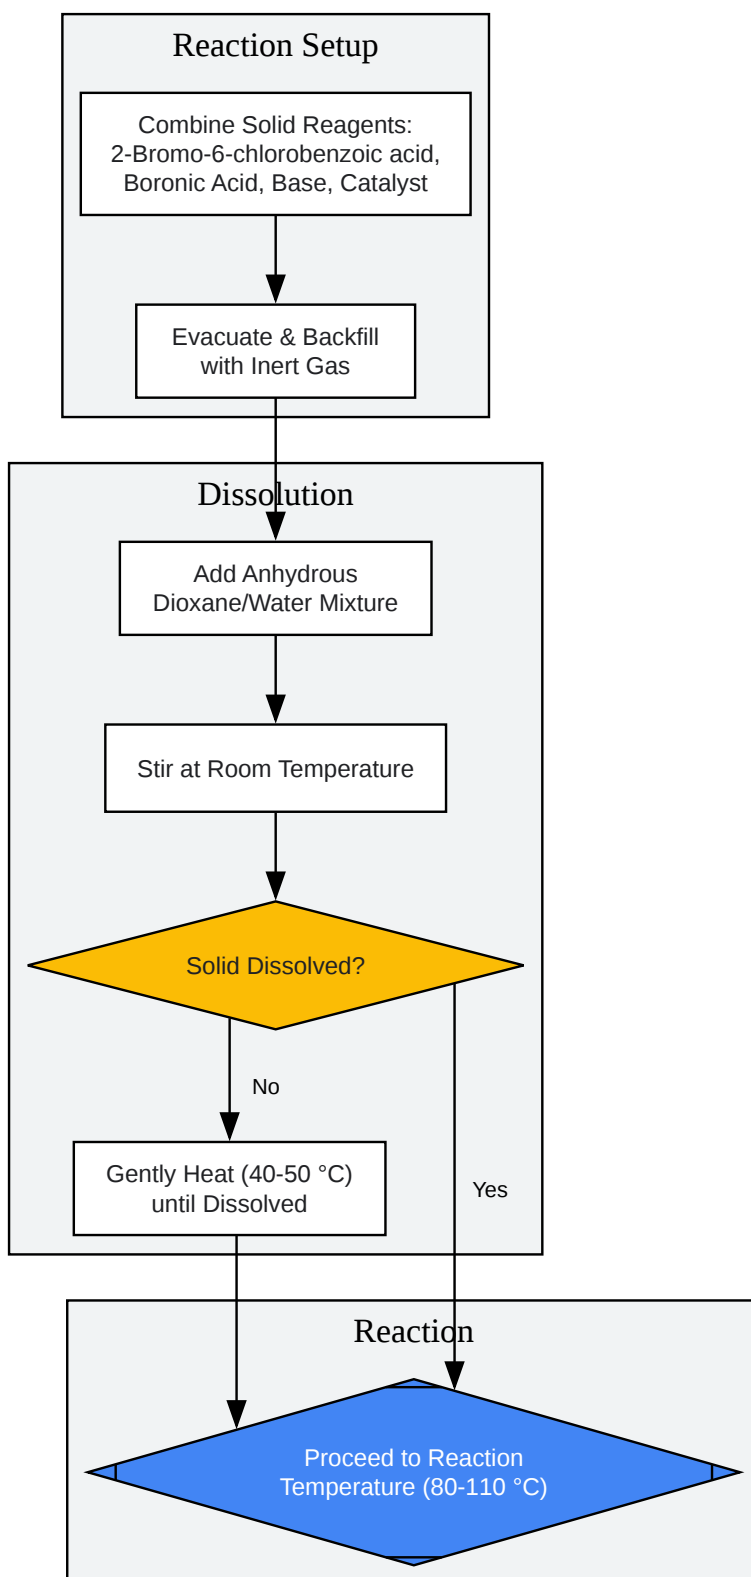 Reaction Setup
Combine Solid Reagents:
2-Bromo-6-chlorobenzoic acid,
Boronic Acid, Base, Catalyst
Evacuate & Backfill
with Inert Gas
Dissolution
Add Anhydrous
Dioxane/Water Mixture
Stir at Room Temperature
Solid Dissolved?
No
Gently Heat (40-50 °C)
until Dissolved
Yes
Reaction
Proceed to Reaction
Temperature (80-110 °C)